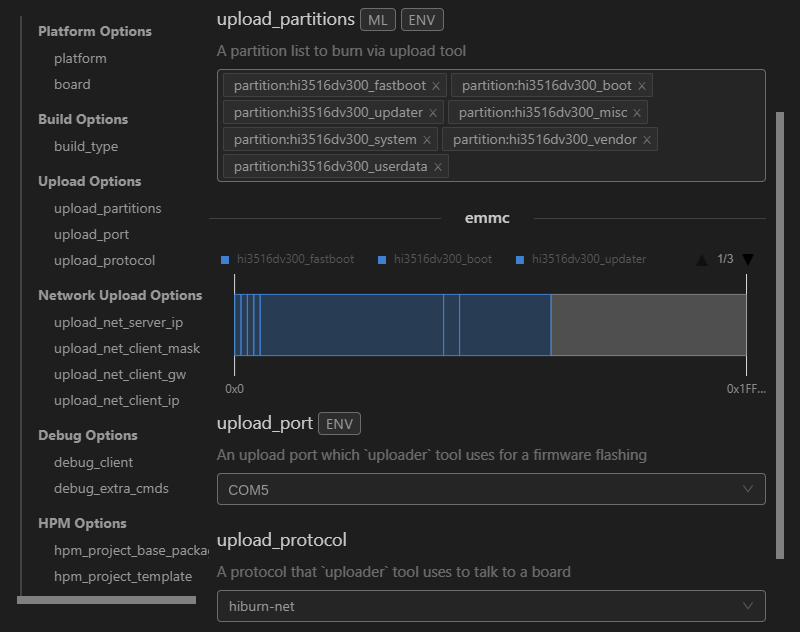 Platform Options
platform
board
Build Options
build_type
Upload Options
upload_partitions
upload_port
upload_protocol
Network Upload Options
upload_net_server_ip
upload_net_client_mask
upload_net_client_gw
upload_net_client_ip
Debug Options
debug_client
debug_extra_cmds
HPM Options
hpm_project_base_packa
hpm_project_template
upload_partitions ML ENV
A partition list to burn via upload tool
partition:hi3516dv300_fastboot × partition:hi3516dv300_boot ×
partition:hi3516dv300_updater × partition:hi3516dv300_misc ×
partition:hi3516dv300_system × partition:hi3516dv300_vendor ×
partition:hi3516dv300_userdata ×
emmc
hi3516dv300_fastboot hi3516dv300_boot hi3516dv300_updater ▲ 1/3 ▼
0x0 0x1FF...
upload_port ENV
An upload port which `uploader` tool uses for a firmware flashing
COM5
upload_protocol
A protocol that `uploader` tool uses to talk to a board
hiburn-net